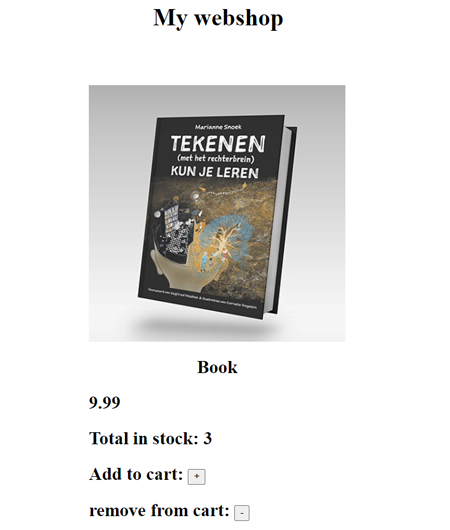 My webshop
Marianne Snoek
TEKENEN
(met het rechterbrein)
KUN JE LEREN
Book
9.99
Total in stock: 3
Add to cart: +
remove from cart: -